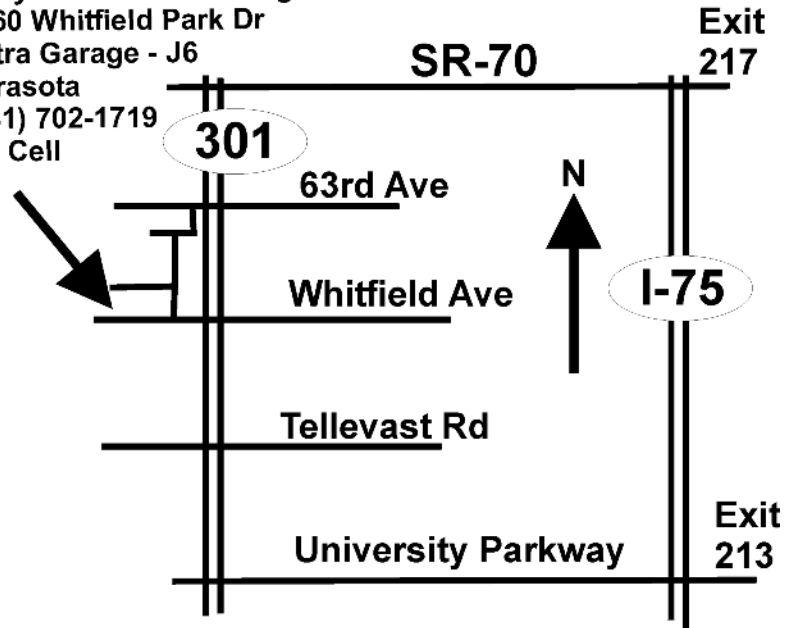 60 Whitfield Park Dr
tra Garage - J6
rasota
1) 702-1719
Cell
SR-70
Exit
217
301
63rd Ave
N
Whitfield Ave
I-75
Tellevast Rd
University Parkway
Exit
213